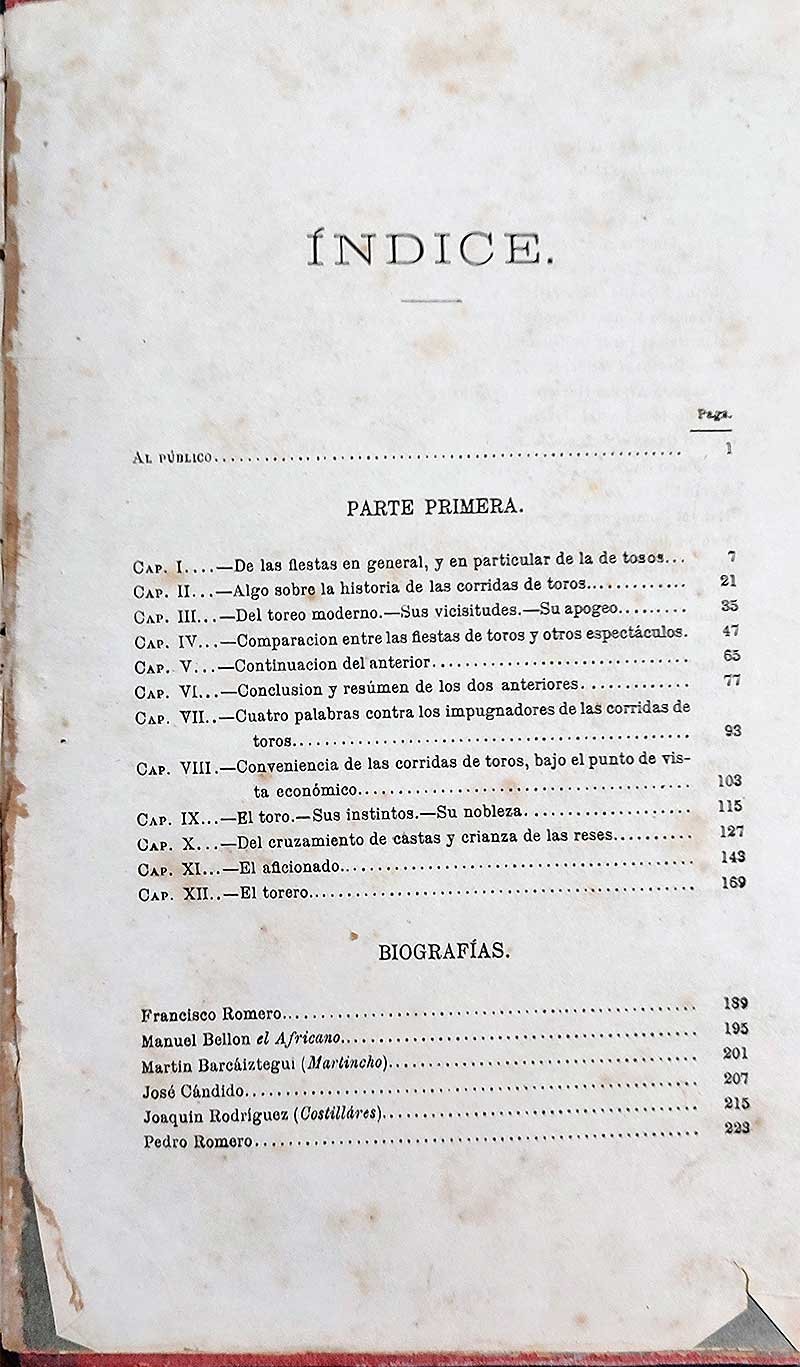 ÍNDICE.
Pags.
AL PÚBLICO........ 1
PARTE PRIMERA.
CAP. I....—De las fiestas en general, y en particular de la de tosos... 7
CAP. II...—Algo sobre la historia de las corridas de toros............ 21
CAP. III...—Del toreo moderno.—Sus vicisitudes.—Su apogeo......... 35
CAP. IV...—Comparacion entre las fiestas de toros y otros espectáculos. 47
CAP. V...—Continuacion del anterior............ 65
CAP. VI...—Conclusion y resúmen de los dos anteriores............. 77
CAP. VII..—Cuatro palabras contra los impugnadores de las corridas de
toros............ 93
CAP. VIII.—Conveniencia de las corridas de toros, bajo el punto de vis-
ta económico............ 103
CAP. IX...—El toro.—Sus instintos.—Su nobleza............ 115
CAP. X...—Del cruzamiento de castas y crianza de las reses.......... 127
CAP. XI...—El aficionado............ 143
CAP. XII..—El torero............ 169
BIOGRAFÍAS.
Francisco Romero............ 189
Manuel Bellon el Africano............ 195
Martin Barcáiztegui (Martincho)............ 201
José Cándido............ 207
Joaquin Rodríguez (Costilláres)............ 215
Pedro Romero............ 223